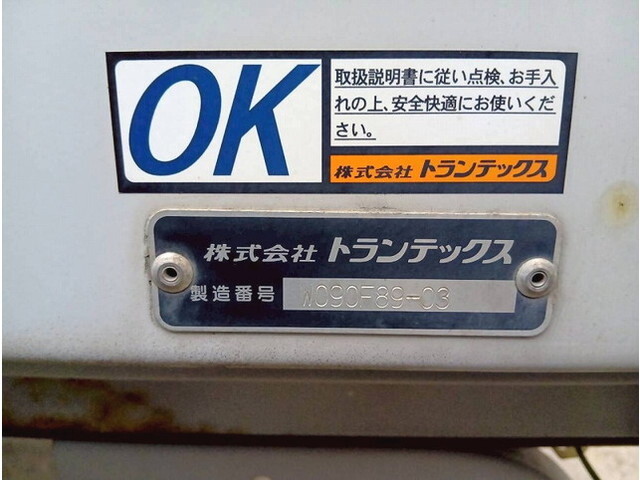 OK
取扱説明書に従い点検、お手入
れの上、安全快適にお使いくだ
さい。
株式会社 トランテックス
株式会社 トランテックス
製造番号 W090F89-03